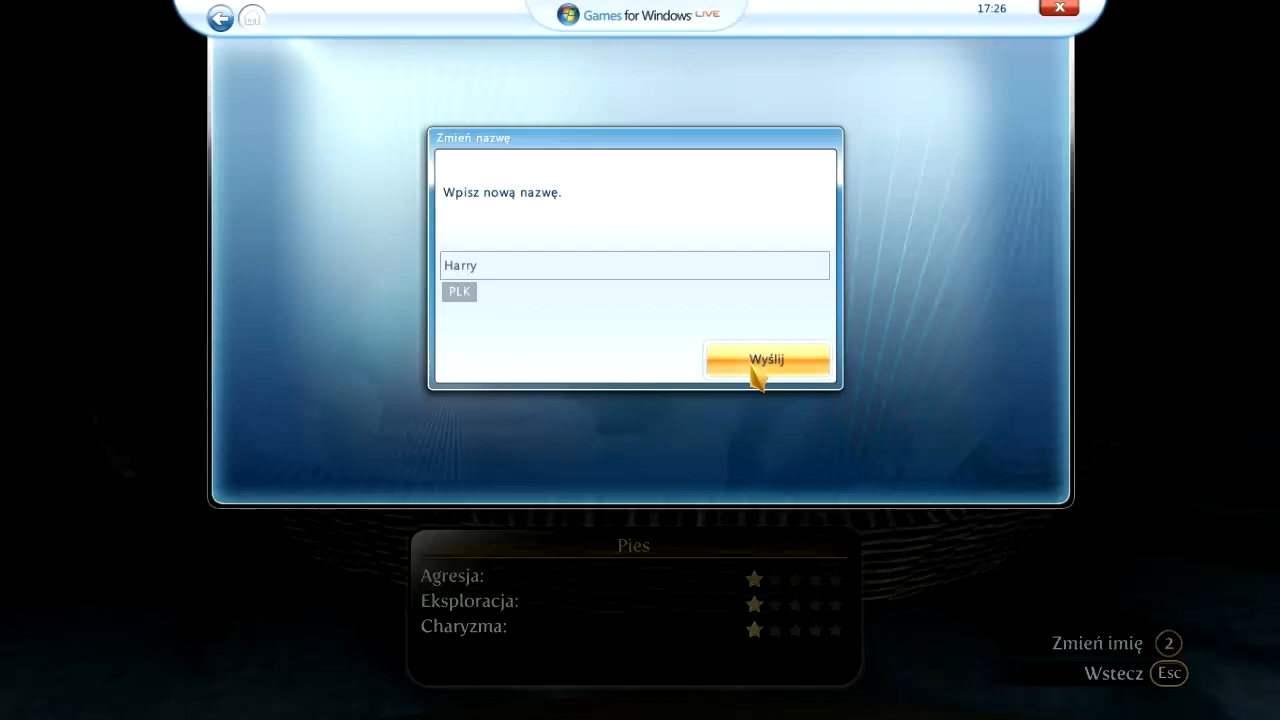 Games for Windows LIVE
17:26
X
Zmień nazwę
Wpisz nową nazwę.
Harry
PLK
Wyślij
Pies
Agresja:
Eksploracja:
Charyzma:
Zmień imię 2
Wstecz Esc